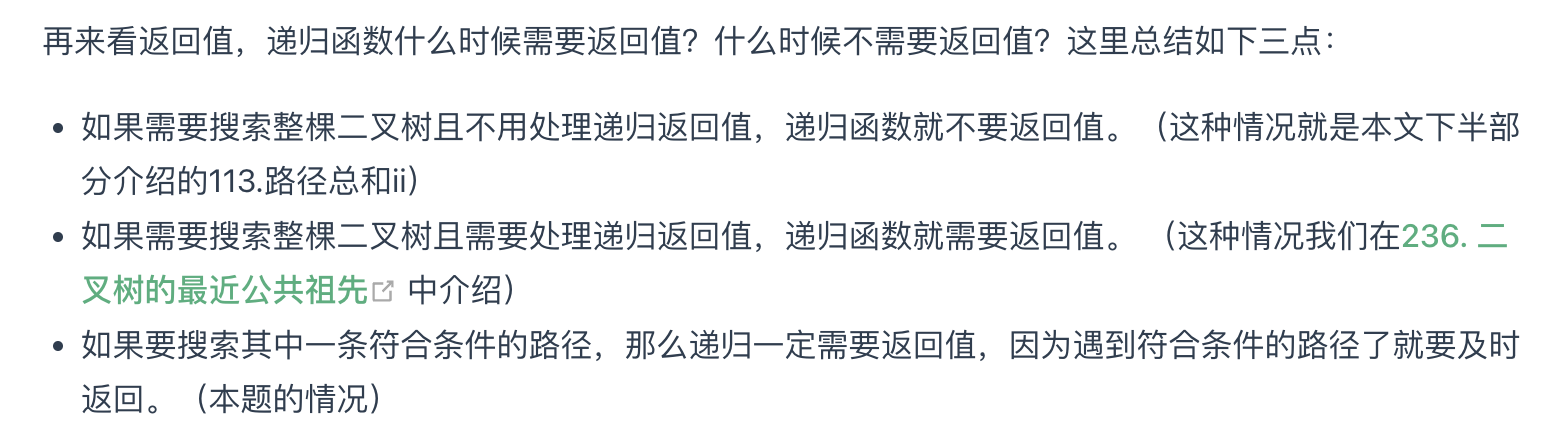 再来看返回值，递归函数什么时候需要返回值？什么时候不需要返回值？这里总结如下三点：
• 如果需要搜索整棵二叉树且不用处理递归返回值，递归函数就不要返回值。（这种情况就是本文下半部
分介绍的113.路径总和ii）
• 如果需要搜索整棵二叉树且需要处理递归返回值，递归函数就需要返回值。 （这种情况我们在236. 二
叉树的最近公共祖先 中介绍）
• 如果要搜索其中一条符合条件的路径，那么递归一定需要返回值，因为遇到符合条件的路径了就要及时
返回。（本题的情况）